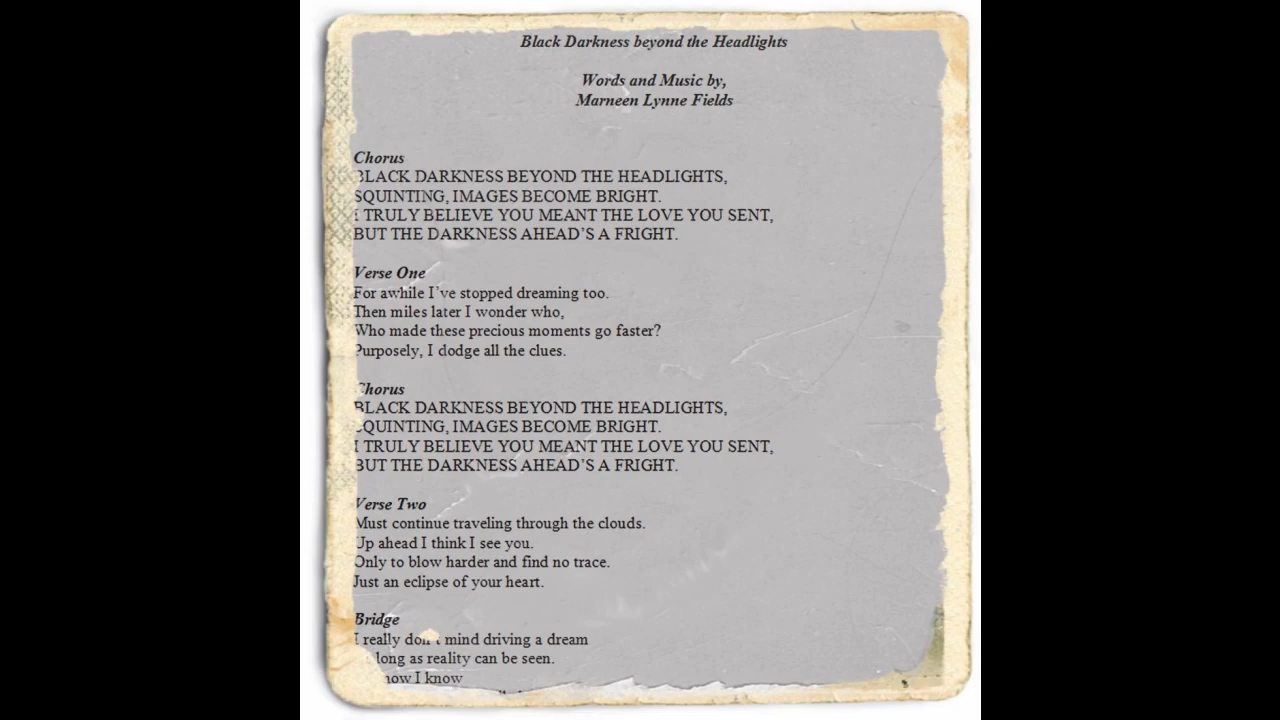 Black Darkness beyond the Headlights
Words and Music by,
Marneen Lynne Fields
Chorus
BLACK DARKNESS BEYOND THE HEADLIGHTS,
SQUINTING, IMAGES BECOME BRIGHT.
I TRULY BELIEVE YOU MEANT THE LOVE YOU SENT,
BUT THE DARKNESS AHEAD'S A FRIGHT.
Verse One
For awhile I've stopped dreaming too.
Then miles later I wonder who,
Who made these precious moments go faster?
Purposely, I dodge all the clues.
Chorus
BLACK DARKNESS BEYOND THE HEADLIGHTS,
SQUINTING, IMAGES BECOME BRIGHT.
I TRULY BELIEVE YOU MEANT THE LOVE YOU SENT,
BUT THE DARKNESS AHEAD'S A FRIGHT.
Verse Two
Must continue traveling through the clouds.
Up ahead I think I see you.
Only to blow harder and find no trace.
Just an eclipse of your heart.
Bridge
I really don't mind driving a dream
long as reality can be seen.
I know